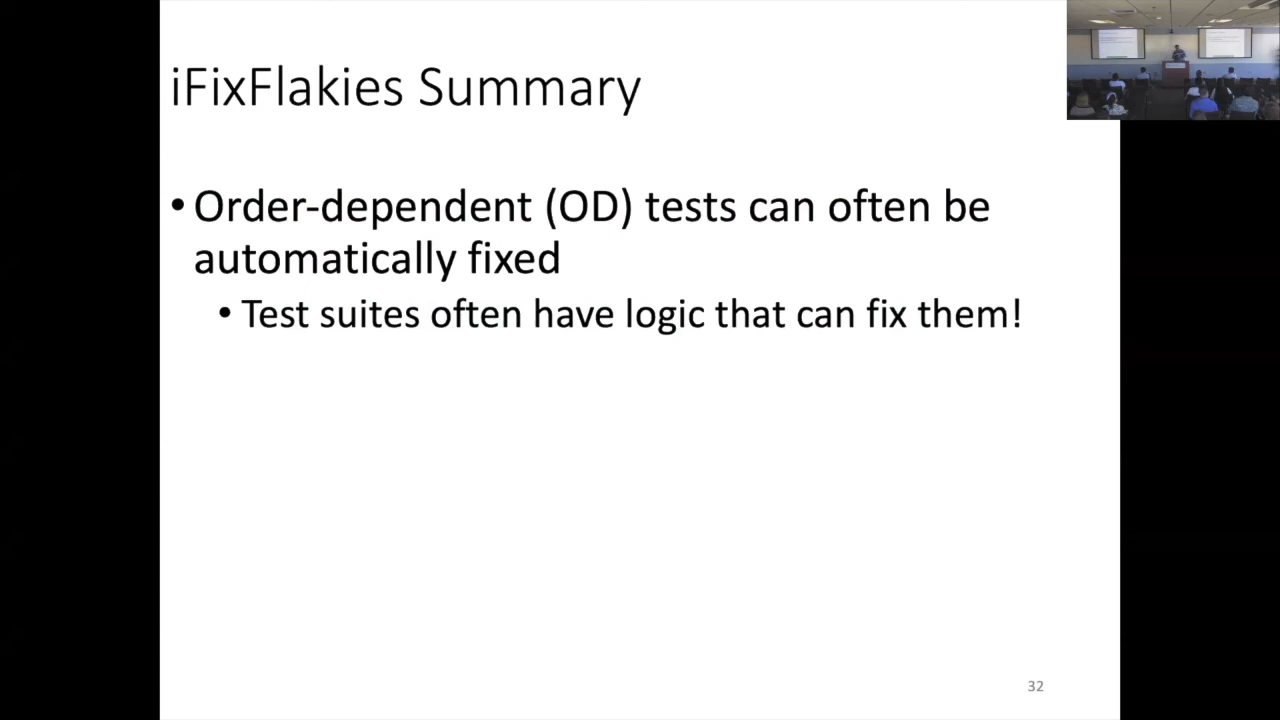 iFixFlakies Summary
• Order-dependent (OD) tests can often be
automatically fixed
• Test suites often have logic that can fix them!
32